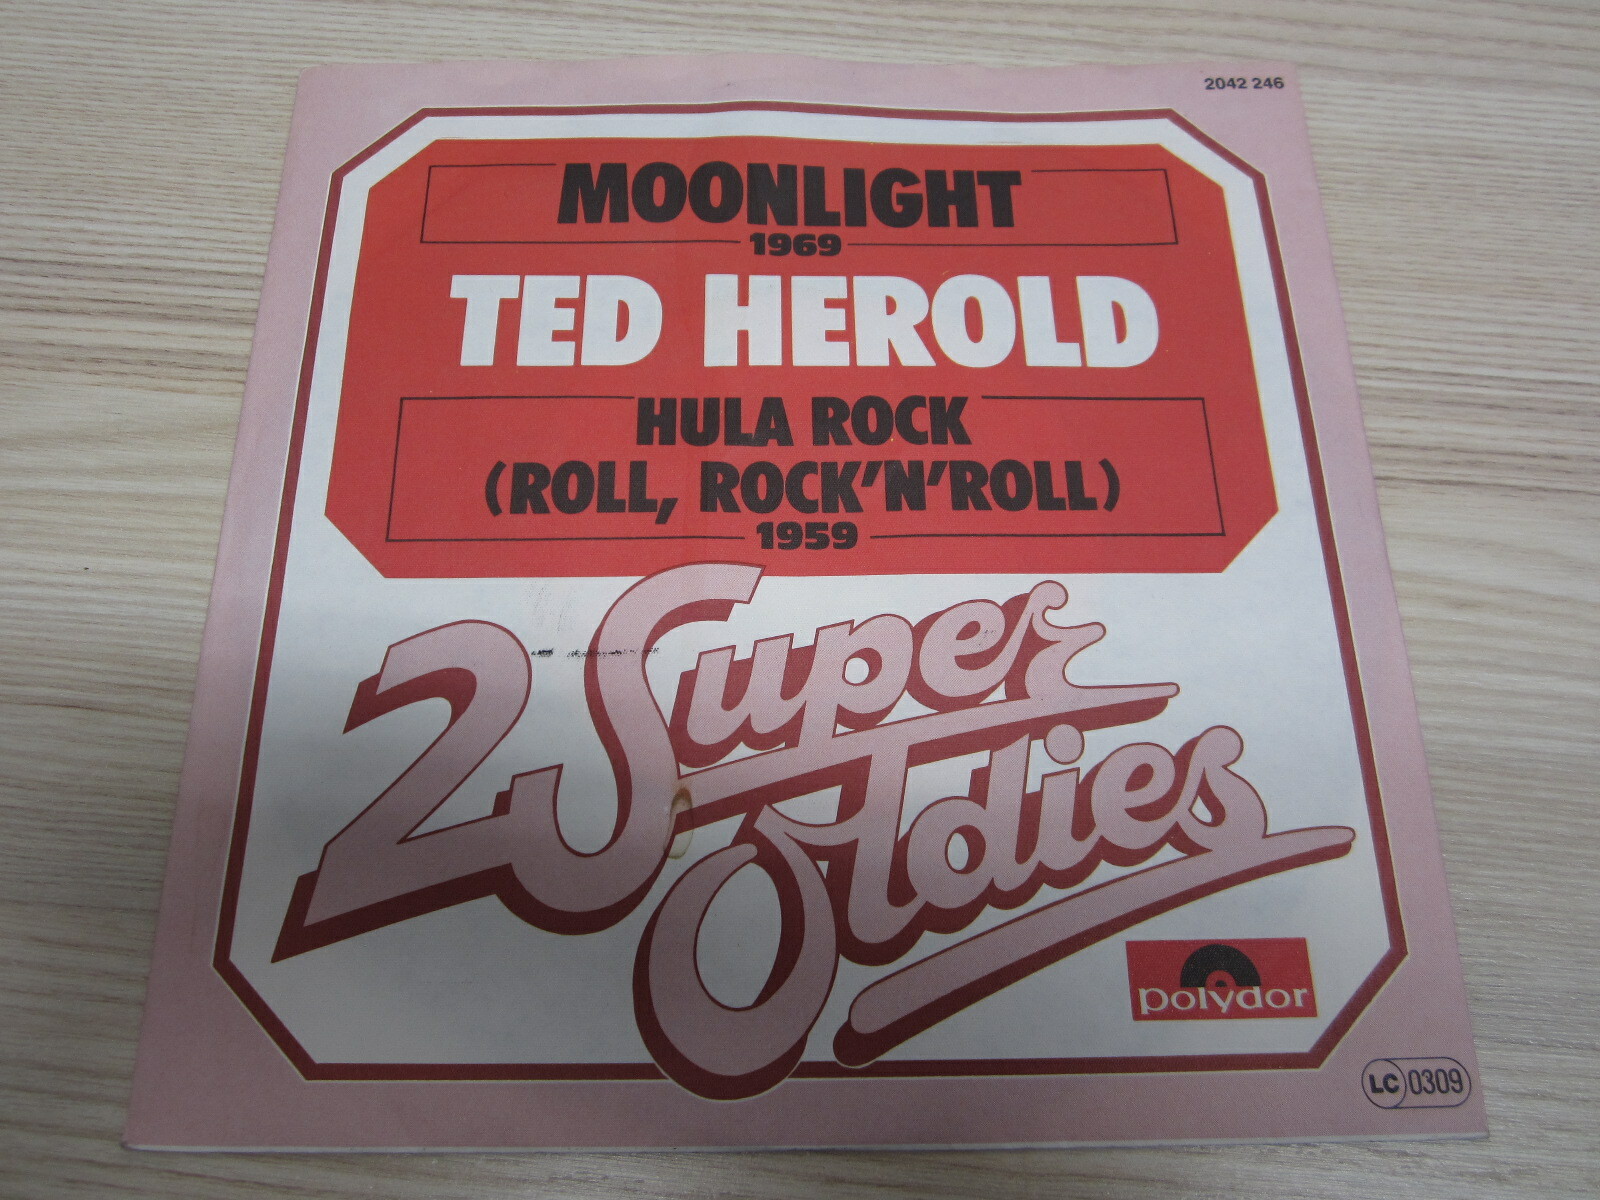 2042 246
MOONLIGHT
1969
TED HEROLD
HULA ROCK
(ROLL, ROCK'N'ROLL)
1959
2 Super
Oldies
polydor
LC 0309